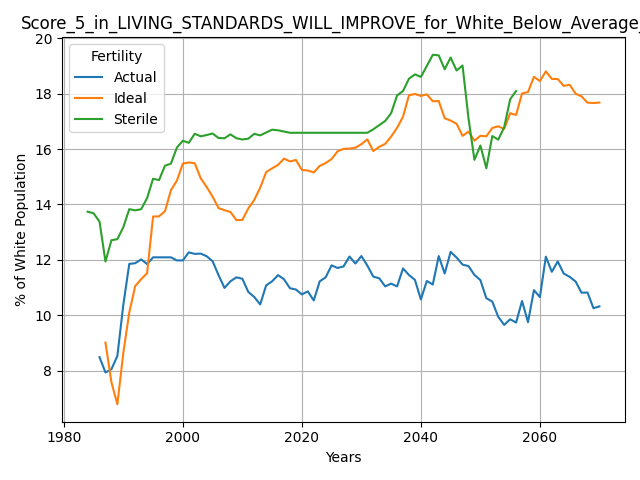 Score_5_in_LIVING_STANDARDS_WILL_IMPROVE_for_White_Below_Average_
Fertility
Actual
Ideal
Sterile
20
18
16
14
12
10
8
% of White Population
1980
2000
2020
2040
2060
Years